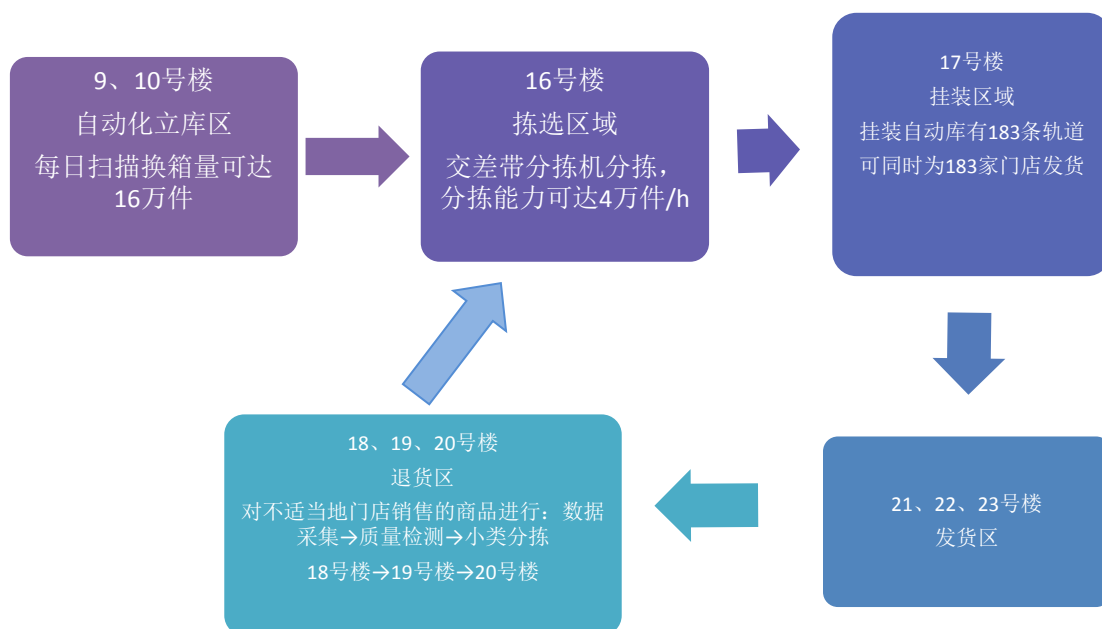 9、10号楼
自动化立库区
每日扫描换箱量可达
16万件
16号楼
拣选区域
交差带分拣机分拣，
分拣能力可达4万件/h
17号楼
挂装区域
挂装自动库有183条轨道
可同时为183家门店发货
18、19、20号楼
退货区
对不适当地门店销售的商品进行：数据
采集→质量检测→小类分拣
18号楼→19号楼→20号楼
21、22、23号楼
发货区